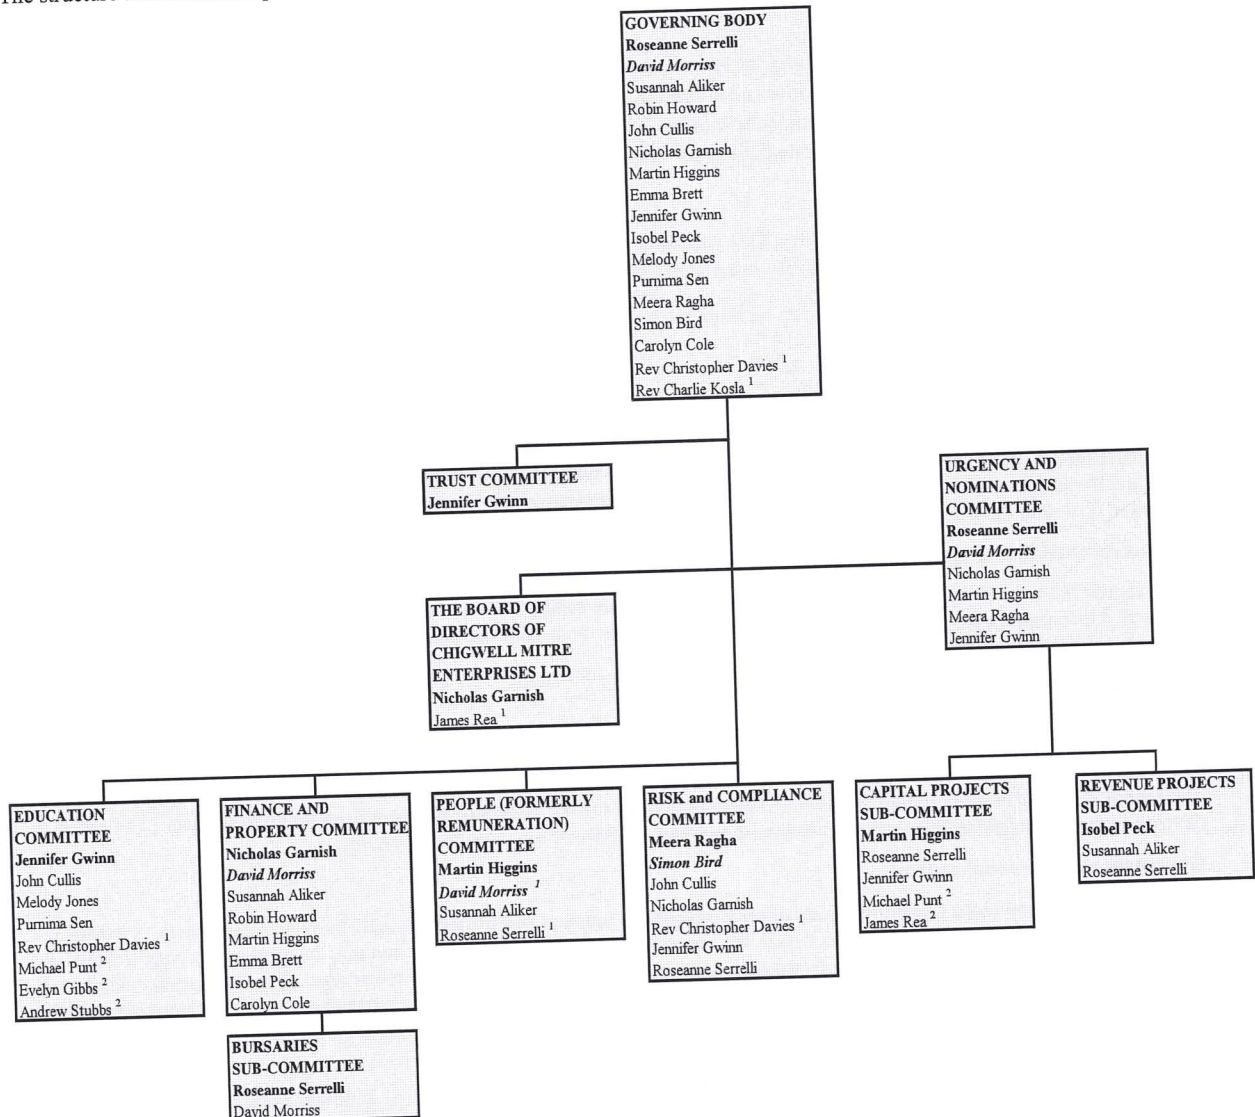 GOVERNING BODY
Roseanne Serrelli
David Morriss
Susannah Aliker
Robin Howard
John Cullis
Nicholas Garnish
Martin Higgins
Emma Brett
Jennifer Gwinn
Isobel Peck
Melody Jones
Purnima Sen
Meera Ragha
Simon Bird
Carolyn Cole
Rev Christopher Davies 1
Rev Charlie Kosla 1
TRUST COMMITTEE
Jennifer Gwinn
URGENCY AND
NOMINATIONS
COMMITTEE
Roseanne Serrelli
David Morriss
Nicholas Garnish
Martin Higgins
Meera Ragha
Jennifer Gwinn
THE BOARD OF
DIRECTORS OF
CHIGWELL MITRE
ENTERPRISES LTD
Nicholas Garnish
James Rea 1
EDUCATION
COMMITTEE
Jennifer Gwinn
John Cullis
Melody Jones
Purnima Sen
Rev Christopher Davies 1
Michael Punt 2
Evelyn Gibbs 2
Andrew Stubbs 2
FINANCE AND
PROPERTY COMMITTEE
Nicholas Garnish
David Morriss
Susannah Aliker
Robin Howard
Martin Higgins
Emma Brett
Isobel Peck
Carolyn Cole
PEOPLE (FORMERLY
REMUNERATION)
COMMITTEE
Martin Higgins
David Morriss 1
Susannah Aliker
Roseanne Serrelli 1
RISK and COMPLIANCE
COMMITTEE
Meera Ragha
Simon Bird
John Cullis
Nicholas Garnish
Rev Christopher Davies 1
Jennifer Gwinn
Roseanne Serrelli
CAPITAL PROJECTS
SUB-COMMITTEE
Martin Higgins
Roseanne Serrelli
Jennifer Gwinn
Michael Punt 2
James Rea 2
REVENUE PROJECTS
SUB-COMMITTEE
Isobel Peck
Susannah Aliker
Roseanne Serrelli
BURSARIES
SUB-COMMITTEE
Roseanne Serrelli
David Morriss